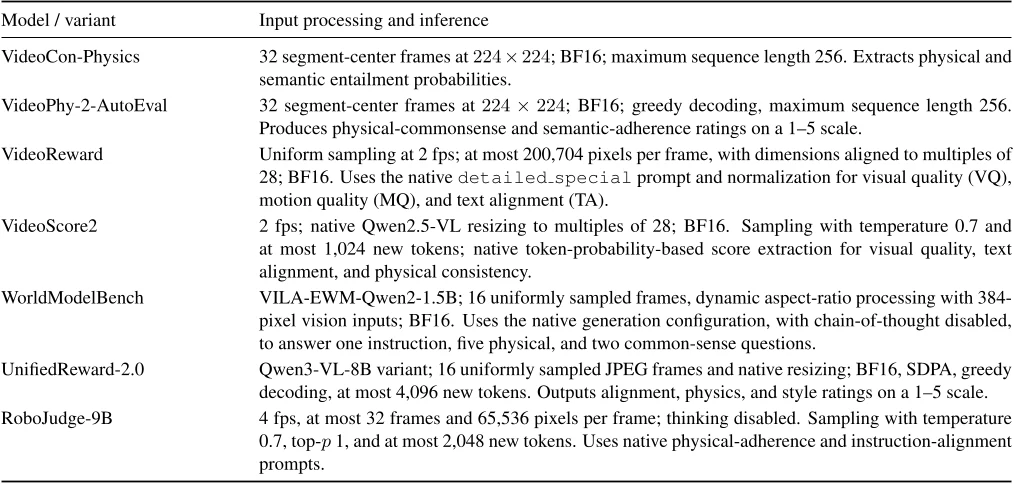 Model / variant Input processing and inference
VideoCon-Physics 32 segment-center frames at 224 × 224; BF16; maximum sequence length 256. Extracts physical and
semantic entailment probabilities.
VideoPhy-2-AutoEval 32 segment-center frames at 224 × 224; BF16; greedy decoding, maximum sequence length 256.
Produces physical-commonsense and semantic-adherence ratings on a 1–5 scale.
VideoReward Uniform sampling at 2 fps; at most 200,704 pixels per frame, with dimensions aligned to multiples of
28; BF16. Uses the native detailed_special prompt and normalization for visual quality (VQ),
motion quality (MQ), and text alignment (TA).
VideoScore2 2 fps; native Qwen2.5-VL resizing to multiples of 28; BF16. Sampling with temperature 0.7 and
at most 1,024 new tokens; native token-probability-based score extraction for visual quality, text
alignment, and physical consistency.
WorldModelBench VILA-EWM-Qwen2-1.5B; 16 uniformly sampled frames, dynamic aspect-ratio processing with 384-
pixel vision inputs; BF16. Uses the native generation configuration, with chain-of-thought disabled,
to answer one instruction, five physical, and two common-sense questions.
UnifiedReward-2.0 Qwen3-VL-8B variant; 16 uniformly sampled JPEG frames and native resizing; BF16, SDPA, greedy
decoding, at most 4,096 new tokens. Outputs alignment, physics, and style ratings on a 1–5 scale.
RoboJudge-9B 4 fps, at most 32 frames and 65,536 pixels per frame; thinking disabled. Sampling with temperature
0.7, top-p 1, and at most 2,048 new tokens. Uses native physical-adherence and instruction-alignment
prompts.